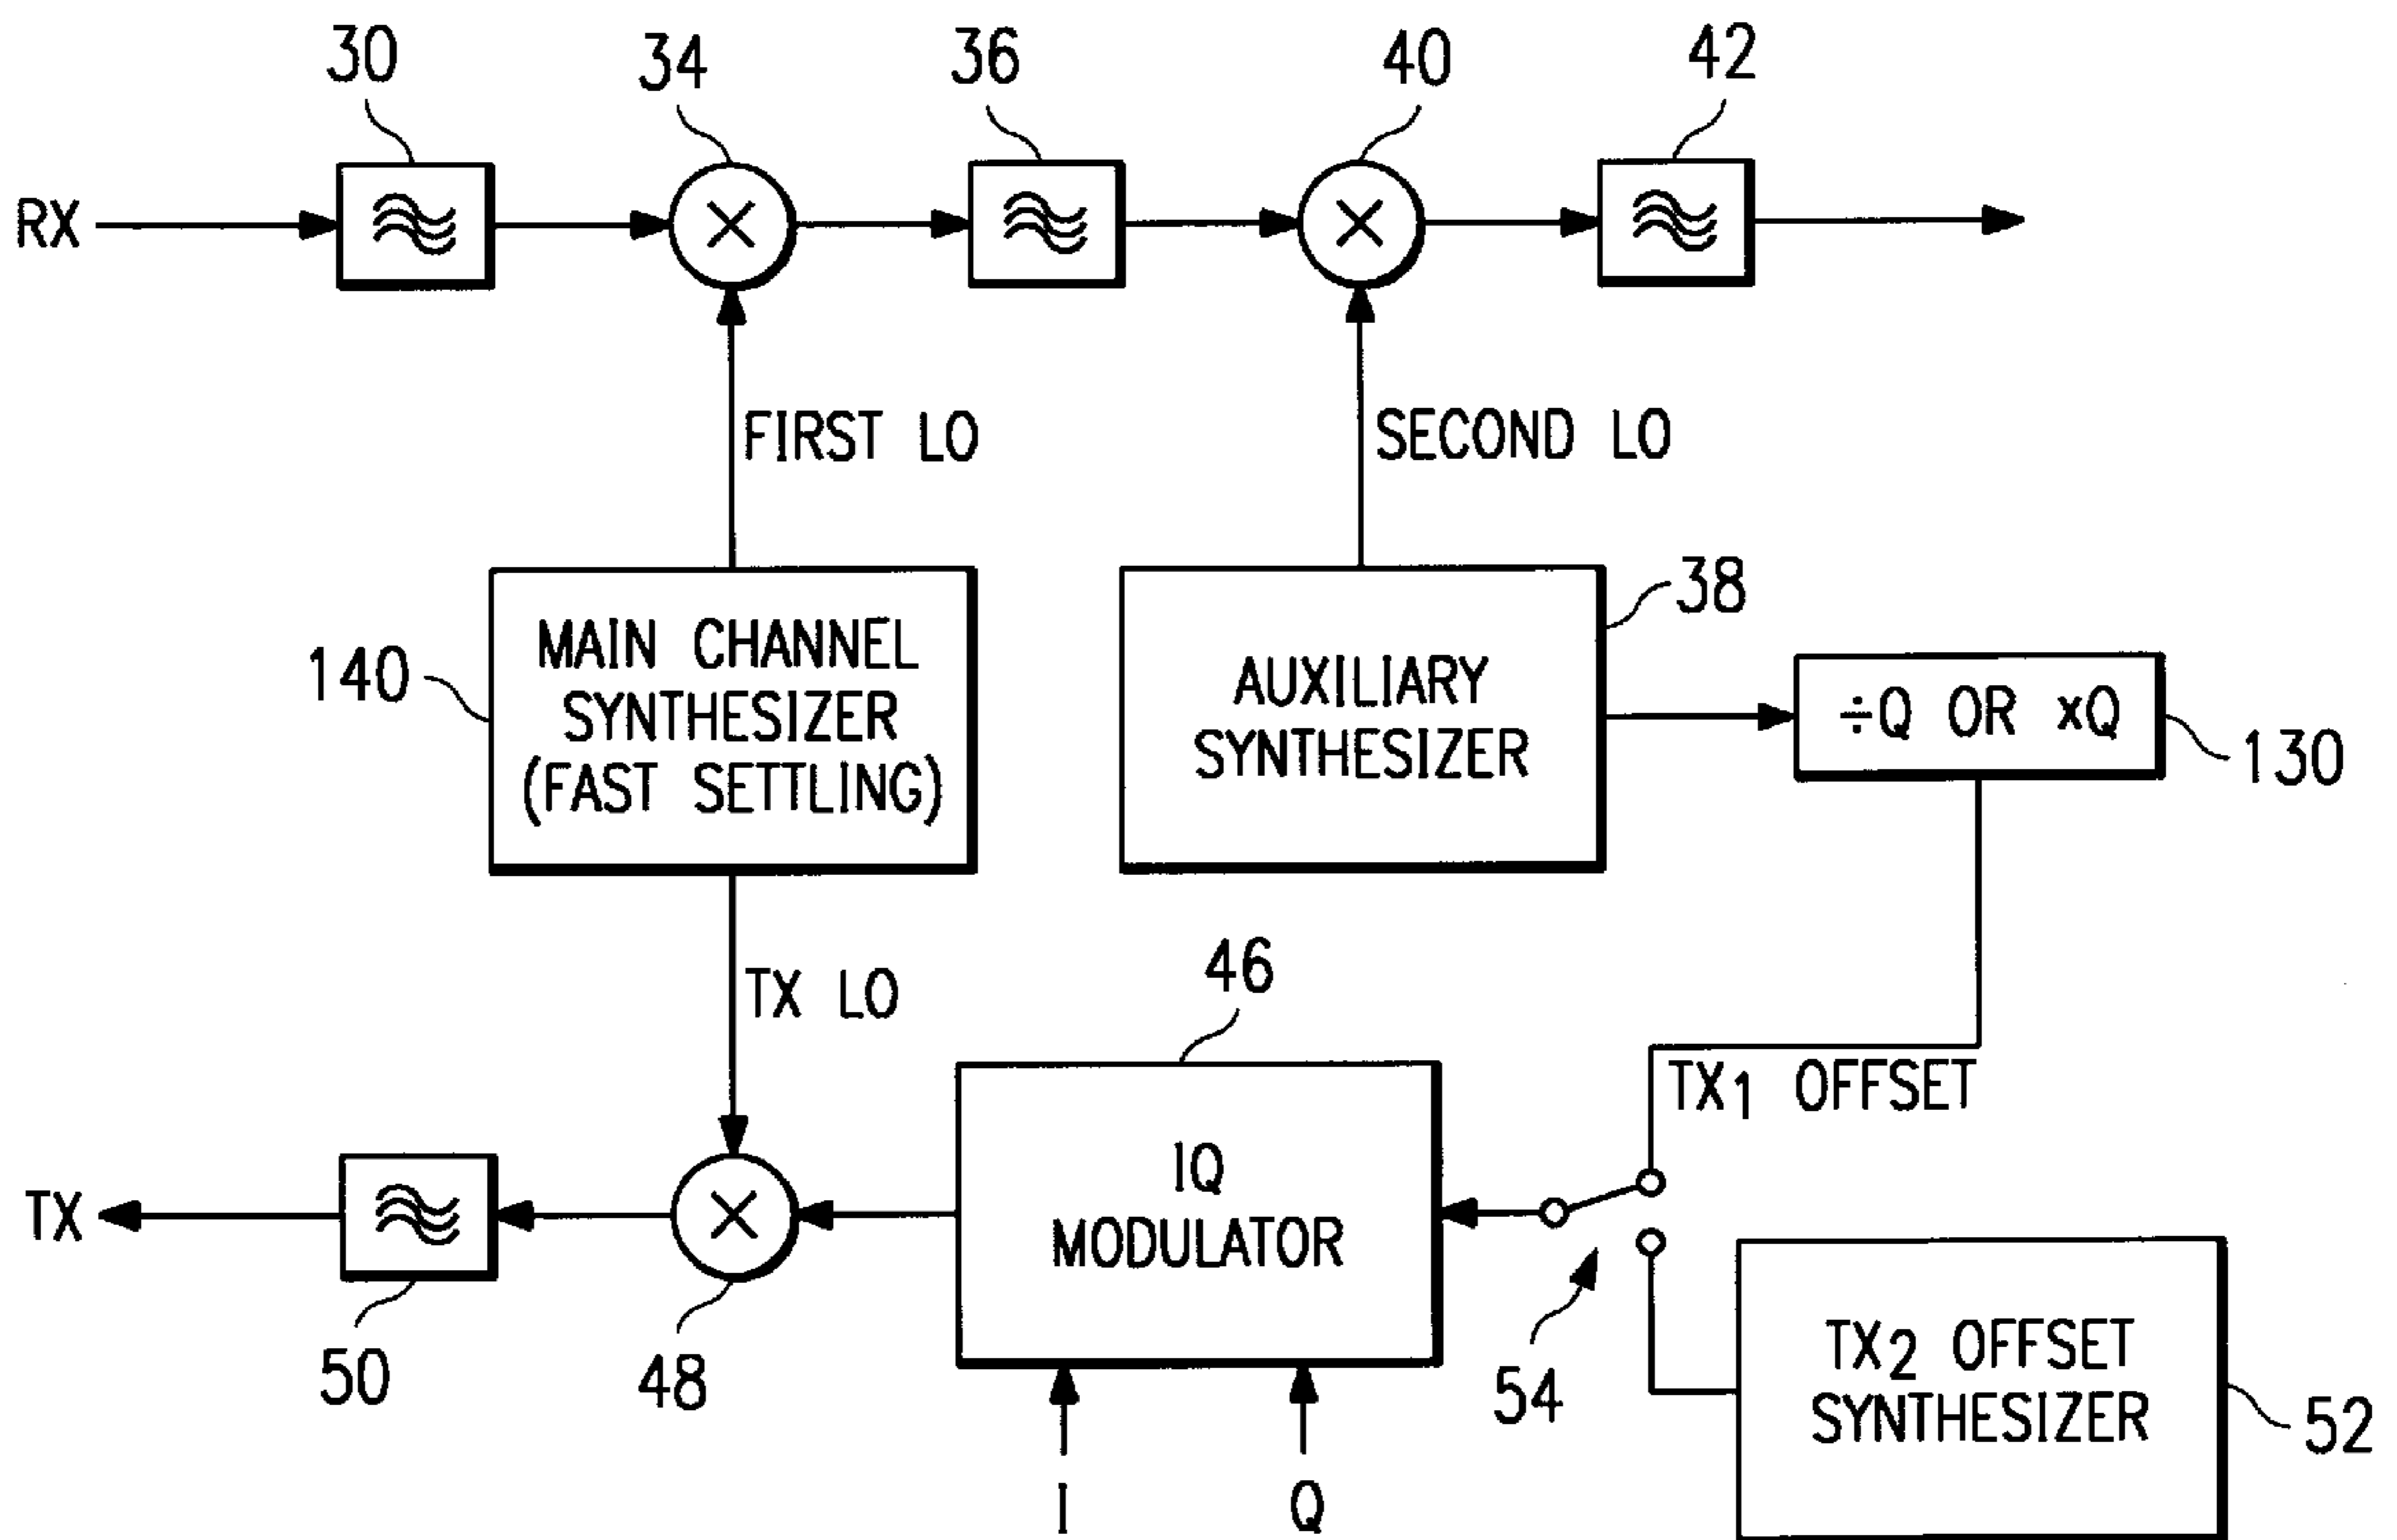 30
34
36
40
42
RX
FIRST LO
SECOND LO
38
140
MAIN CHANNEL
SYNTHESIZER
(FAST SETTLING)
AUXILIARY
SYNTHESIZER
÷Q OR xQ
130
TX LO
46
TX1 OFFSET
TX
IQ
MODULATOR
50
48
54
TX2 OFFSET
SYNTHESIZER
52
I
Q